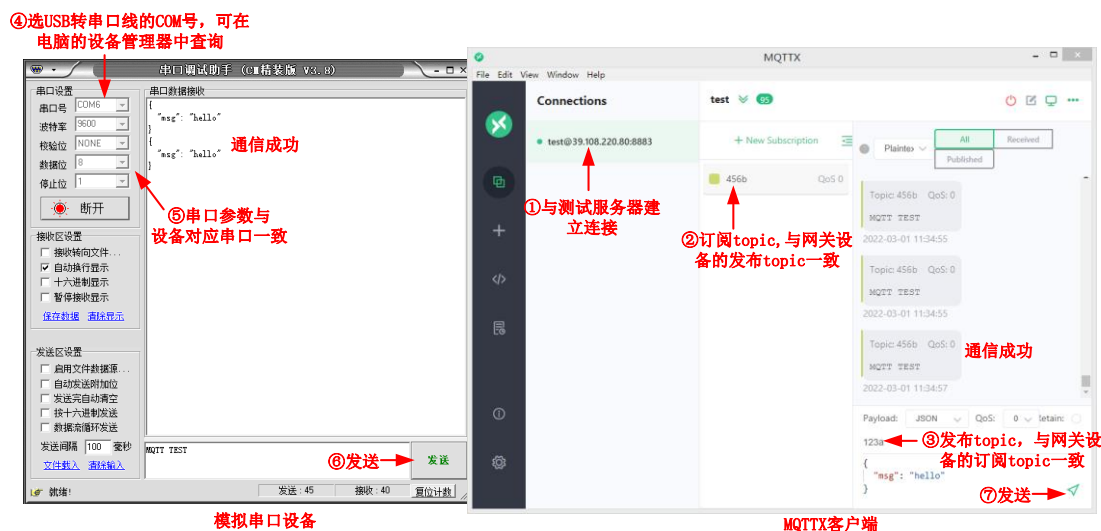 ④选USB转串口线的COM号，可在
电脑的设备管理器中查询
串口调试助手 (CM精装版 V3.8)
串口设置
串口号 COM6
波特率 9600
校验位 NONE
数据位 8
停止位 1
断开
⑤串口参数与
设备对应串口一致
接收区设置
接收转向文件...
自动换行显示
十六进制显示
暂停接收显示
保存数据 清除显示
发送区设置
启用文件数据源...
自动发送附加位
发送完自动清空
按十六进制发送
数据流循环发送
发送间隔 100 毫秒
文件载入 清除输入
就绪!
串口数据接收
{
"msg": "hello"
}
{
"msg": "hello"
}
通信成功
MQTT TEST
⑥发送
发送
发送:45 接收:40 复位计数
模拟串口设备
MQTTX
File Edit View Window Help
Connections
test@39.108.220.80:8883
①与测试服务器建
立连接
test 95
+ New Subscription
456b QoS 0
②订阅topic,与网关设
备的发布topic一致
Plaintex
All Received
Published
Topic: 456b QoS: 0
MQTT TEST
2022-03-01 11:34:55
Topic: 456b QoS: 0
MQTT TEST
2022-03-01 11:34:55
Topic: 456b QoS: 0
MQTT TEST
2022-03-01 11:34:57
通信成功
Payload: JSON QoS: 0 Retain:
123a
③发布topic，与网关设
备的订阅topic一致
{
"msg": "hello"
}
⑦发送
MQTTX客户端